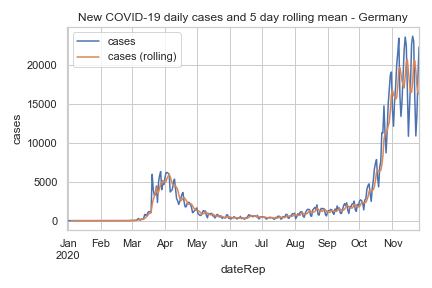 New COVID-19 daily cases and 5 day rolling mean - Germany
cases
cases (rolling)
cases
20000
15000
10000
5000
0
Jan Feb Mar Apr May Jun Jul Aug Sep Oct Nov
2020
dateRep